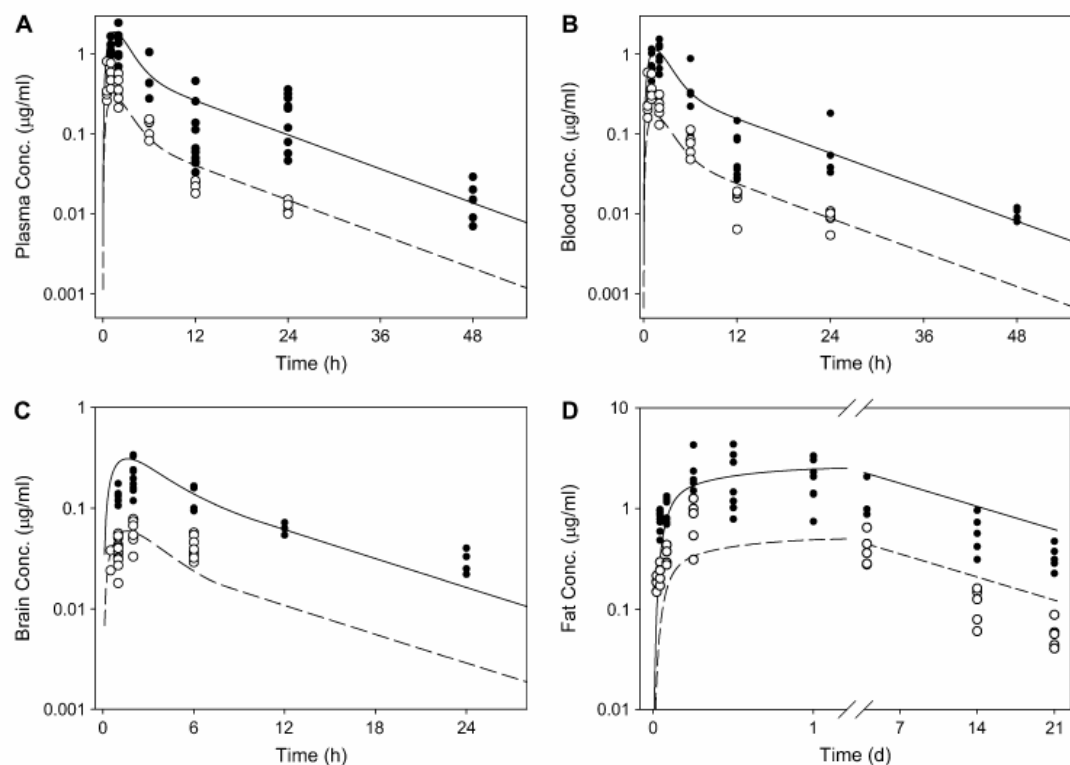 A
Plasma Conc. (µg/ml)
1
0.1
0.01
0.001
0 12 24 36 48
Time (h)
B
Blood Conc. (µg/ml)
1
0.1
0.01
0.001
0 12 24 36 48
Time (h)
C
Brain Conc. (µg/ml)
1
0.1
0.01
0.001
0 6 12 18 24
Time (h)
D
Fat Conc. (µg/ml)
10
1
0.1
0.01
0 1 7 14 21
Time (d)